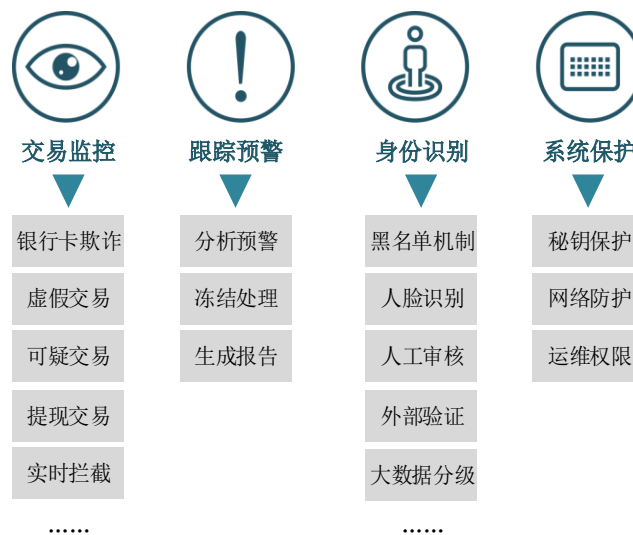 交易监控
跟踪预警
身份识别
系统保护
银行卡欺诈
分析预警
黑名单机制
秘钥保护
虚假交易
冻结处理
人脸识别
网络防护
可疑交易
生成报告
人工审核
运维权限
提现交易
外部验证
实时拦截
大数据分级
……
……